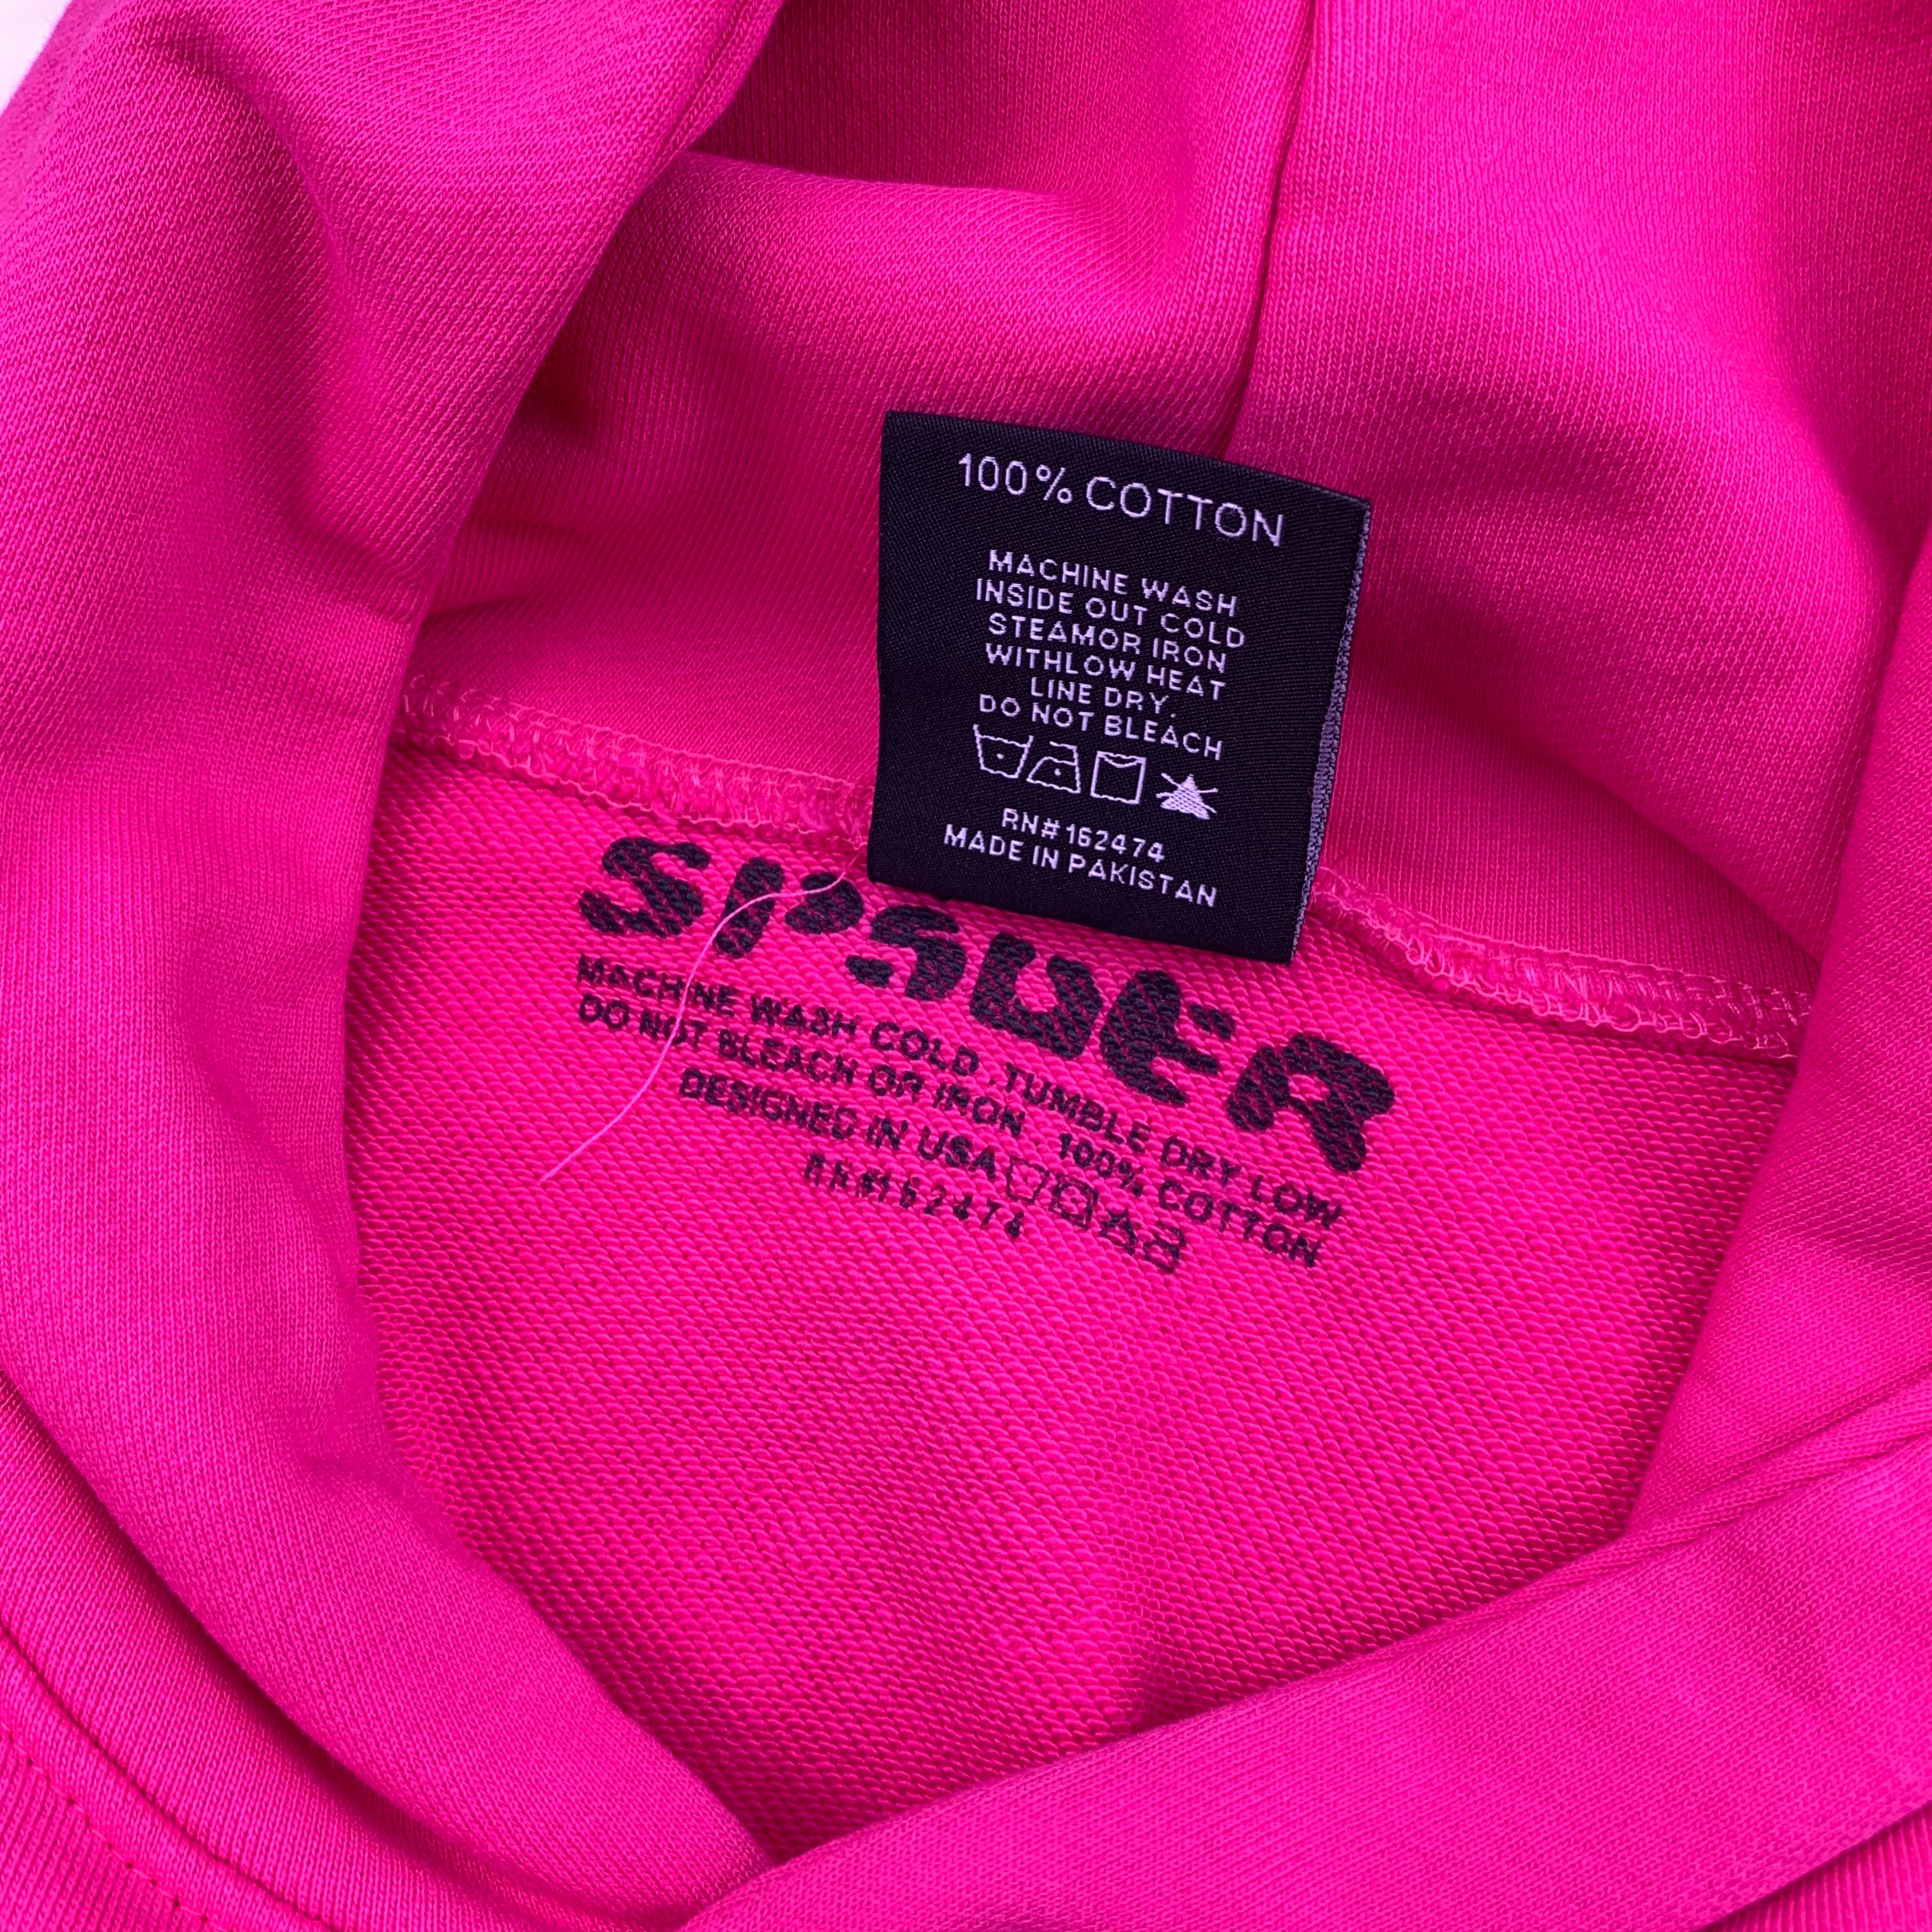 100% COTTON
MACHINE WASH
INSIDE OUT COLD
STEAMOR IRON
WITHLOW HEAT
LINE DRY.
DO NOT BLEACH
RN#162474
MADE IN PAKISTAN
SP5DER
MACHINE WASH COLD . TUMBLE DRY LOW
DO NOT BLEACH OR IRON . 100% COTTON
DESIGNED IN USA
RN#162474